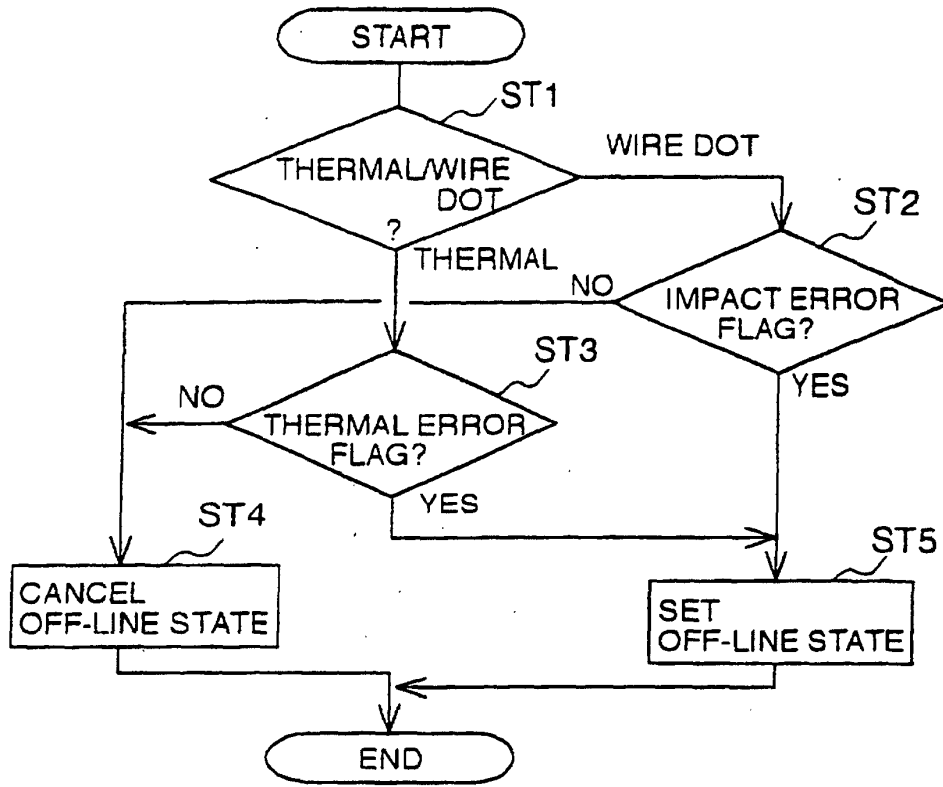 START
ST1
THERMAL/WIRE
DOT
?
WIRE DOT
ST2
THERMAL
NO
IMPACT ERROR
FLAG?
ST3
YES
NO
THERMAL ERROR
FLAG?
YES
ST4
ST5
CANCEL
OFF-LINE STATE
SET
OFF-LINE STATE
END